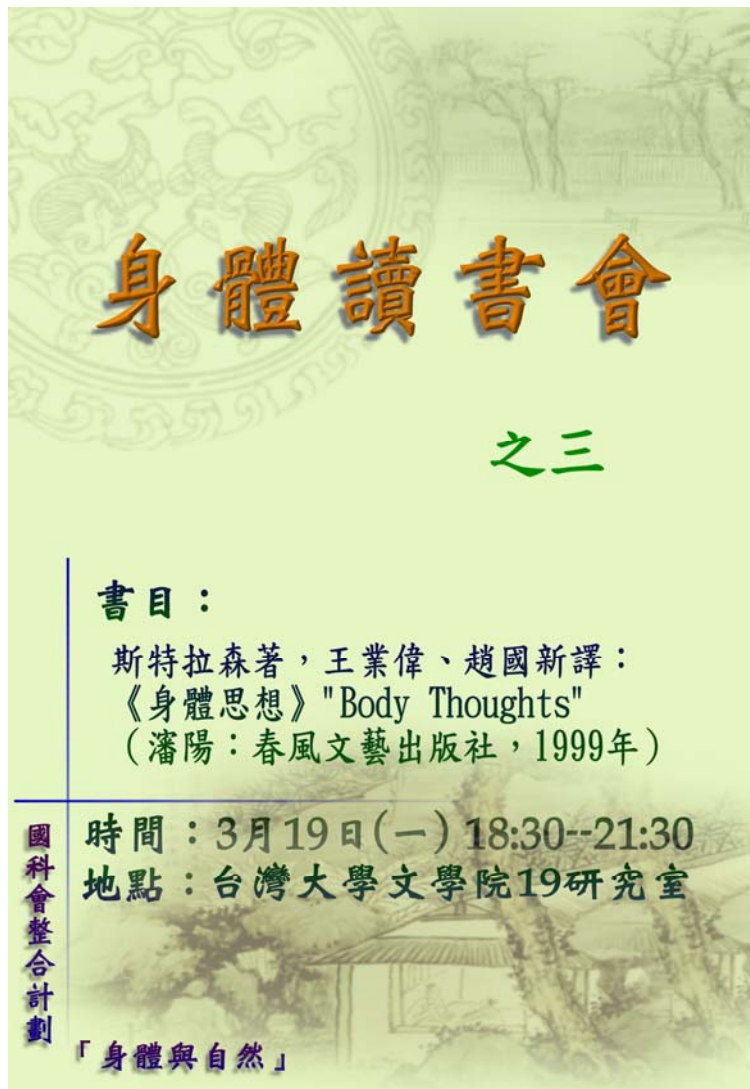 身體讀書會
之三
書目：
斯特拉森著，王業偉、趙國新譯：
《身體思想》"Body Thoughts"
（瀋陽：春風文藝出版社，1999年）
時間：3月19日(一) 18:30--21:30
地點：台灣大學文學院19研究室
國科會整合計劃
「身體與自然」